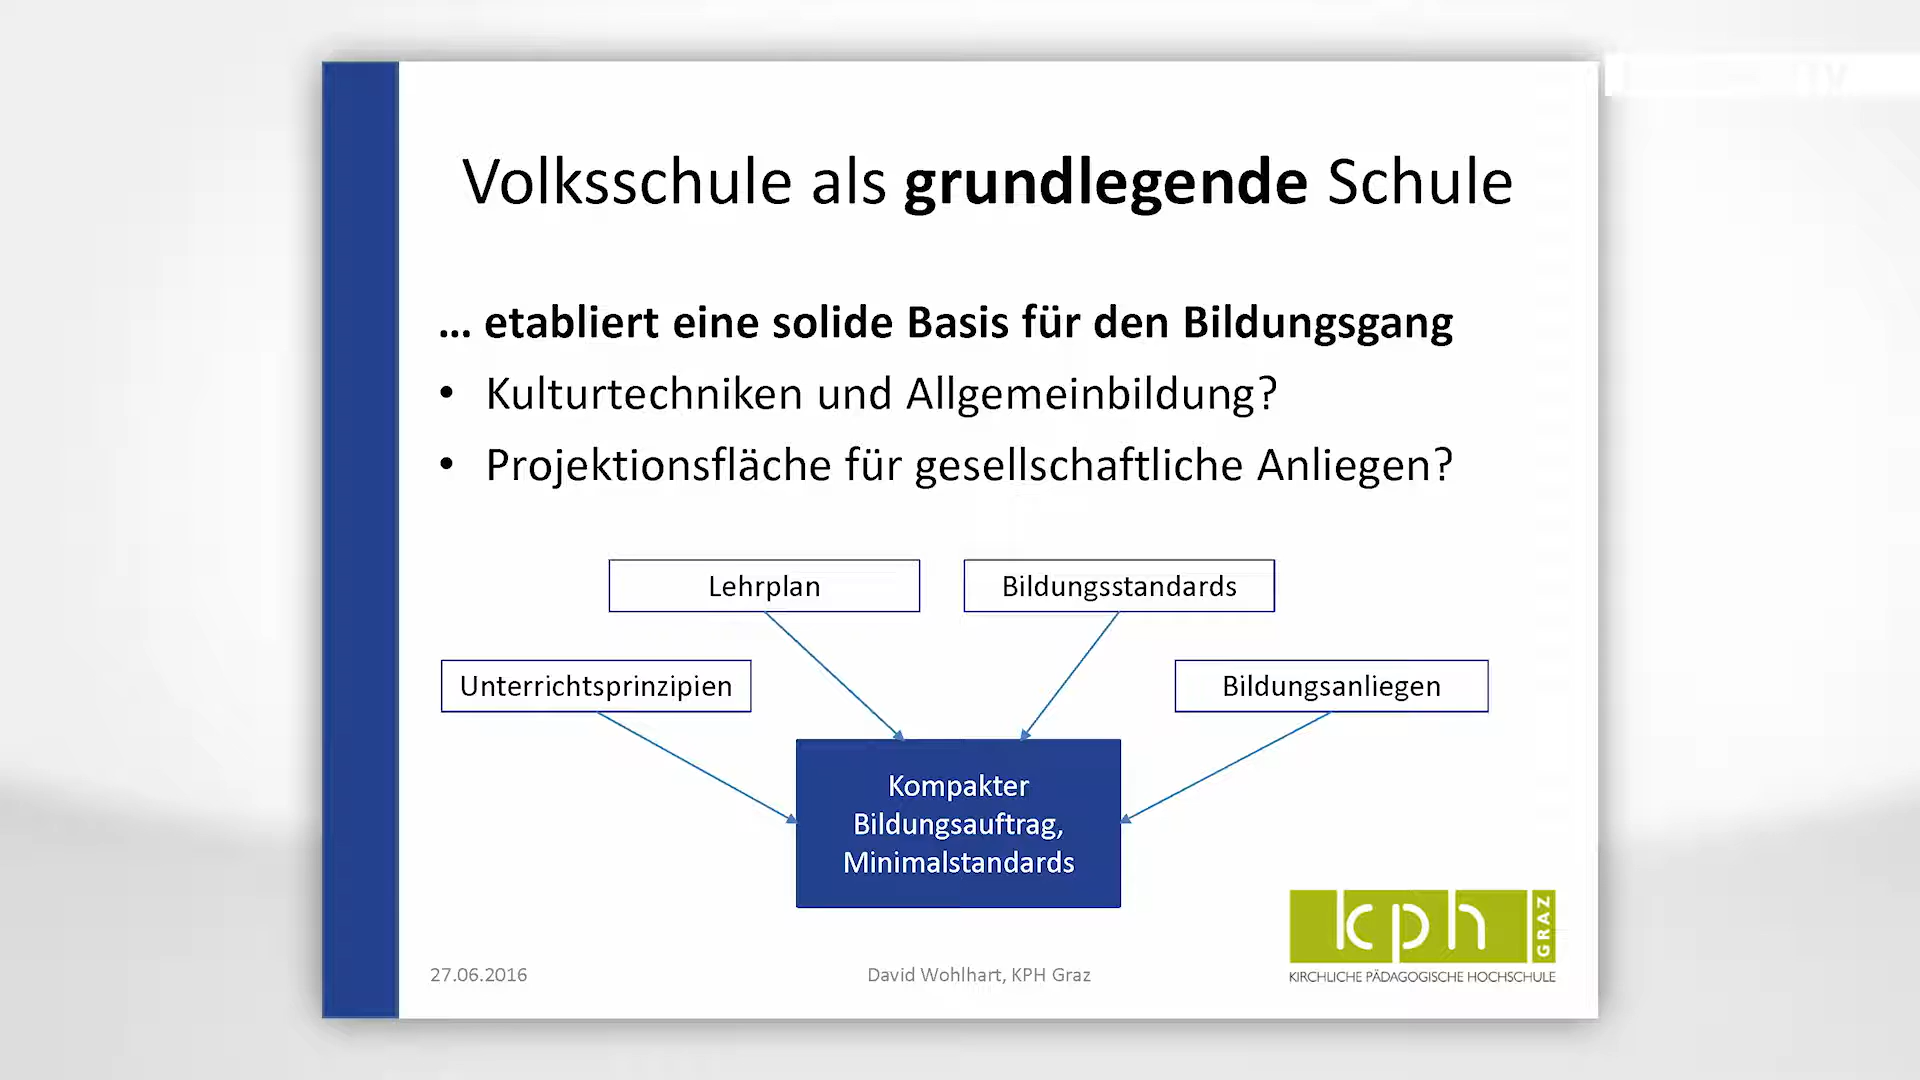 Volksschule als grundlegende Schule
... etabliert eine solide Basis für den Bildungsgang
• Kulturtechniken und Allgemeinbildung?
• Projektionsfläche für gesellschaftliche Anliegen?
Lehrplan
Bildungsstandards
Unterrichtsprinzipien
Bildungsanliegen
Kompakter
Bildungsauftrag,
Minimalstandards
kph GRAZ
KIRCHLICHE PÄDAGOGISCHE HOCHSCHULE
27.06.2016
David Wohlhart, KPH Graz